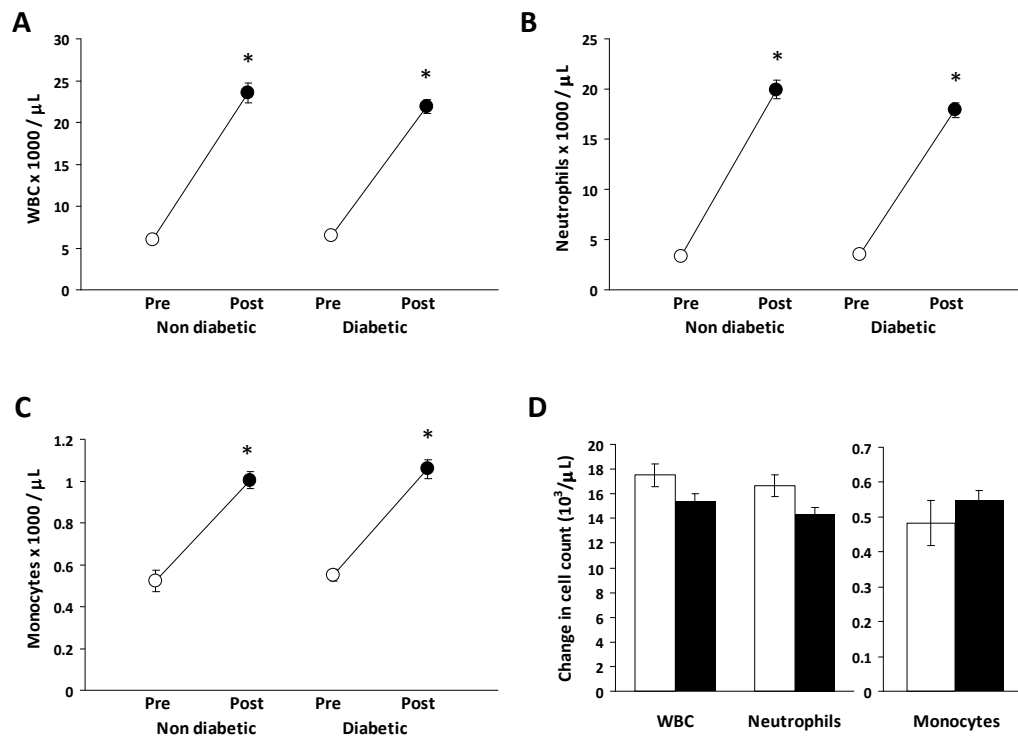 A
WBC x 1000 / µL
30
25
20
15
10
5
0
*
*
Pre
Post
Pre
Post
Non diabetic
Diabetic
B
Neutrophils x 1000 / µL
25
20
15
10
5
0
*
*
Pre
Post
Pre
Post
Non diabetic
Diabetic
C
Monocytes x 1000 / µL
1.2
1
0.8
0.6
0.4
0.2
0
*
*
Pre
Post
Pre
Post
Non diabetic
Diabetic
D
Change in cell count (10³/µL)
20
18
16
14
12
10
8
6
4
2
0
WBC
Neutrophils
0.7
0.6
0.5
0.4
0.3
0.2
0.1
0
Monocytes